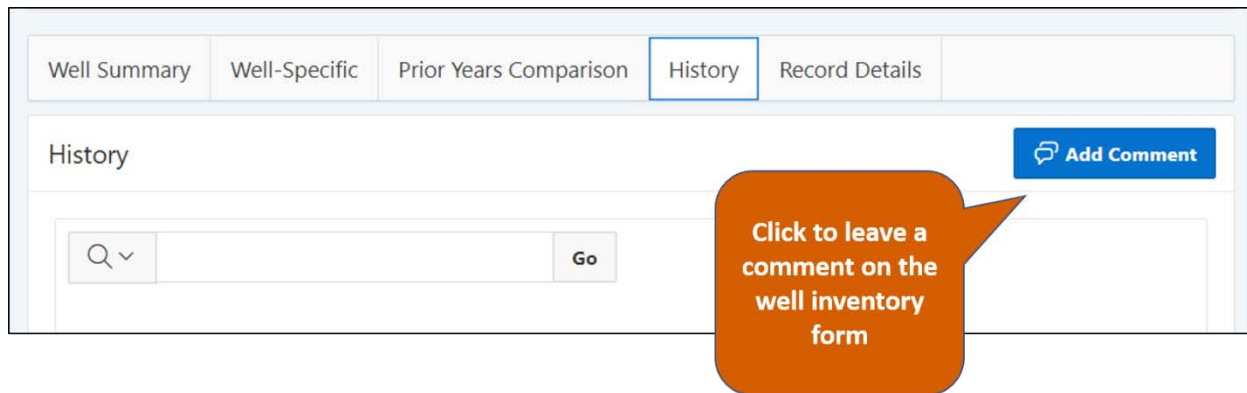 Well Summary Well-Specific Prior Years Comparison History Record Details
History
Add Comment
Go
Click to leave a
comment on the
well inventory
form